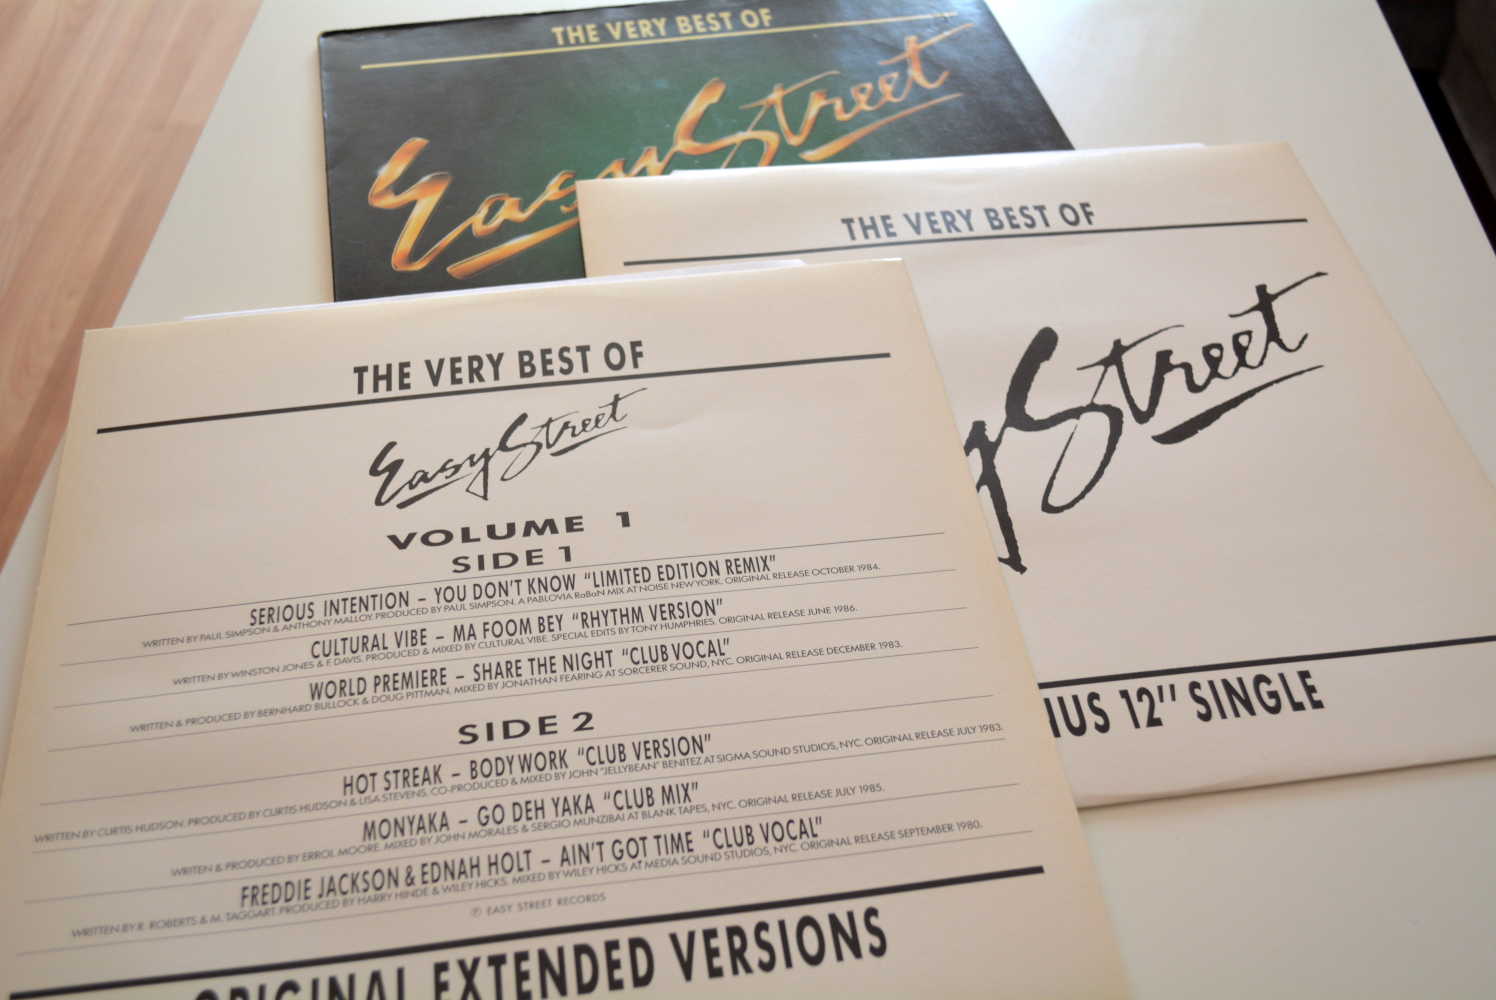 THE VERY BEST OF
Easy Street
THE VERY BEST OF
Street
12" SINGLE
THE VERY BEST OF
Easy Street
VOLUME 1
SIDE 1
SERIOUS INTENTION – YOU DON'T KNOW "LIMITED EDITION REMIX"
WRITTEN BY PAUL SIMPSON & ANTHONY MALLOY. PRODUCED BY PAUL SIMPSON. A PABLOVIA RoBoN MIX AT NOISE NEW YORK. ORIGINAL RELEASE OCTOBER 1984.
CULTURAL VIBE – MA FOOM BEY "RHYTHM VERSION"
WRITTEN BY WINSTON JONES & F. DAVIS. PRODUCED & MIXED BY CULTURAL VIBE. SPECIAL EDITS BY TONY HUMPHRIES. ORIGINAL RELEASE JUNE 1986.
WORLD PREMIERE – SHARE THE NIGHT "CLUB VOCAL"
WRITTEN & PRODUCED BY BERNHARD BULLOCK & DOUG PITTMAN. MIXED BY JONATHAN FEARING AT SORCERER SOUND, NYC. ORIGINAL RELEASE DECEMBER 1983.
SIDE 2
HOT STREAK – BODY WORK "CLUB VERSION"
WRITTEN BY CURTIS HUDSON. PRODUCED BY CURTIS HUDSON & LISA STEVENS. CO-PRODUCED & MIXED BY JOHN "JELLYBEAN" BENITEZ AT SIGMA SOUND STUDIOS, NYC. ORIGINAL RELEASE JULY 1983.
MONYAKA – GO DEH YAKA "CLUB MIX"
WRITEN & PRODUCED BY ERROL MOORE. MIXED BY JOHN MORALES & SERGIO MUNZIBAI AT BLANK TAPES, NYC. ORIGINAL RELEASE JULY 1985.
FREDDIE JACKSON & EDNAH HOLT – AIN'T GOT TIME "CLUB VOCAL"
WRITTEN BY R. ROBERTS & M. TAGGART. PRODUCED BY HARRY HINDE & WILEY HICKS. MIXED BY WILEY HICKS AT MEDIA SOUND STUDIOS, NYC. ORIGINAL RELEASE SEPTEMBER 1980.
℗ EASY STREET RECORDS
ORIGINAL EXTENDED VERSIONS